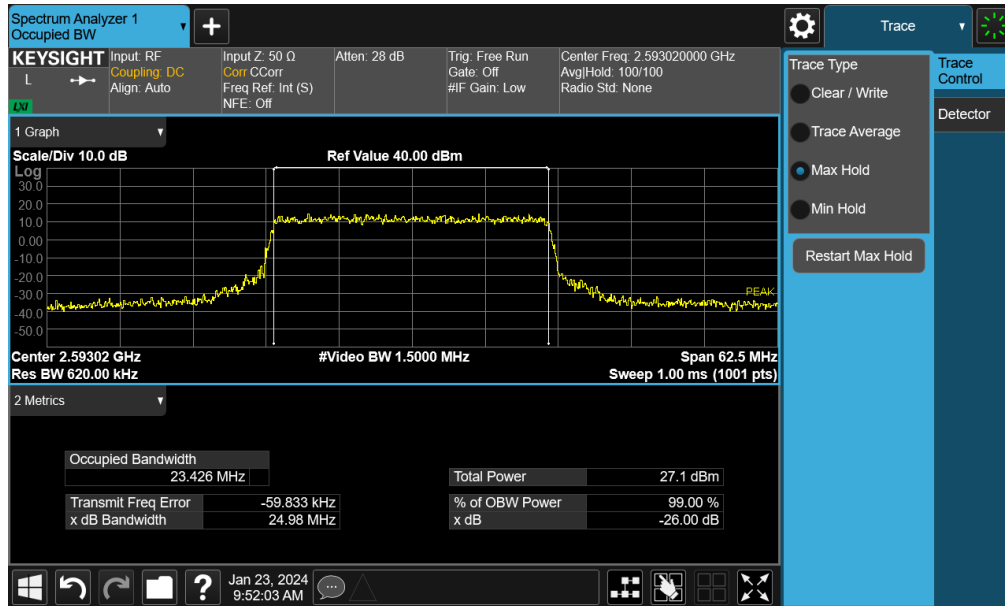 Spectrum Analyzer 1
Occupied BW
Trace
KEYSIGHT
L
LXI
Input: RF
Coupling: DC
Align: Auto
Input Z: 50 Ω
Corr CCorr
Freq Ref: Int (S)
NFE: Off
Atten: 28 dB
Trig: Free Run
Gate: Off
#IF Gain: Low
Center Freq: 2.593020000 GHz
Avg|Hold: 100/100
Radio Std: None
1 Graph
Scale/Div 10.0 dB
Ref Value 40.00 dBm
Log
30.0
20.0
10.0
0.00
-10.0
-20.0
-30.0
-40.0
-50.0
PEAK
Center 2.59302 GHz
#Video BW 1.5000 MHz
Span 62.5 MHz
Res BW 620.00 kHz
Sweep 1.00 ms (1001 pts)
2 Metrics
Occupied Bandwidth
23.426 MHz
Total Power 27.1 dBm
Transmit Freq Error -59.833 kHz
% of OBW Power 99.00 %
x dB Bandwidth 24.98 MHz
x dB -26.00 dB
Trace Type
Clear / Write
Trace Average
Max Hold
Min Hold
Restart Max Hold
Trace
Control
Detector
?
Jan 23, 2024
9:52:03 AM